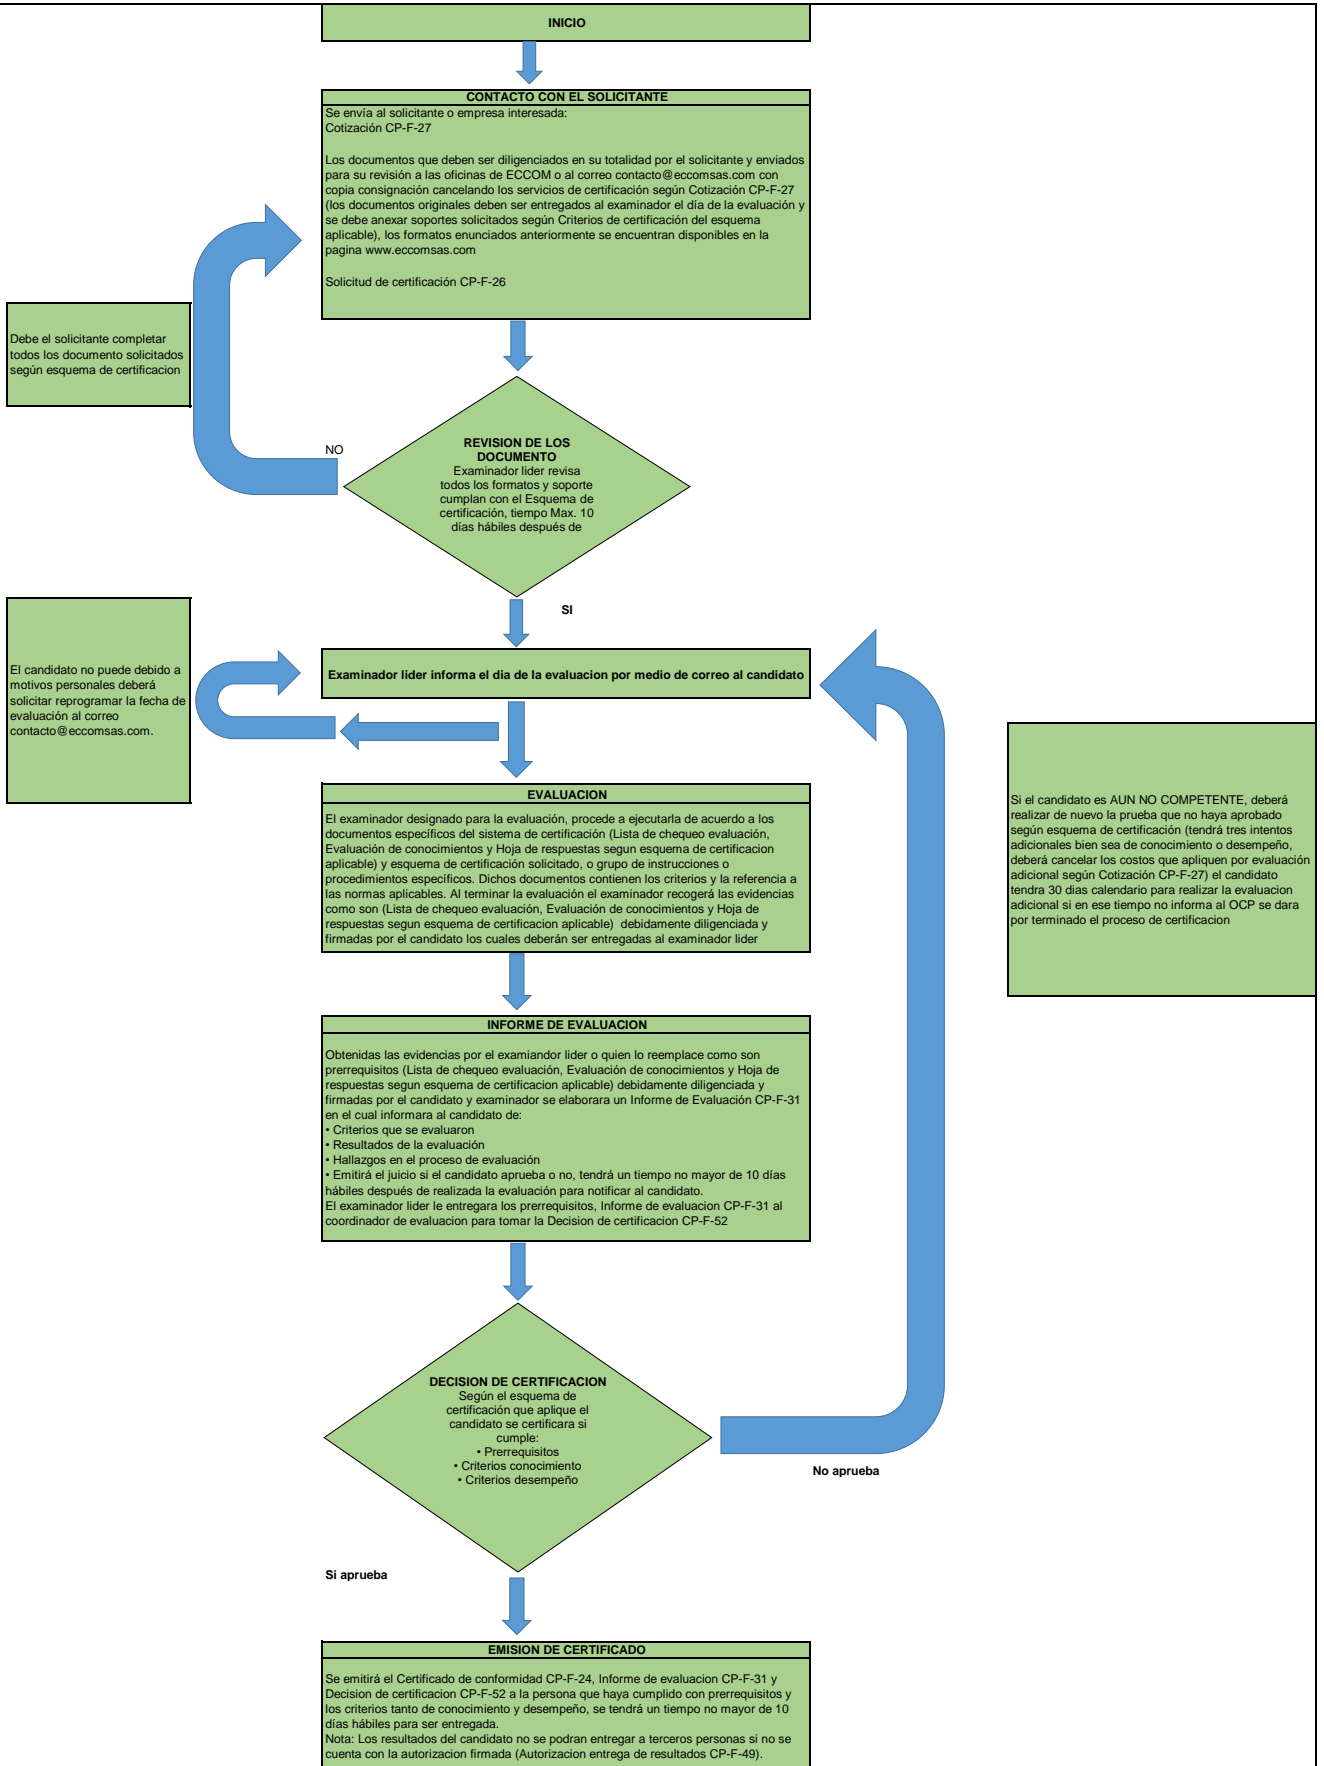 INICIO
CONTACTO CON EL SOLICITANTE
Se envía al solicitante o empresa interesada:
Cotización CP-F-27
Los documentos que deben ser diligenciados en su totalidad por el solicitante y enviados
para su revisión a las oficinas de ECCOM o al correo contacto@eccomsas.com con
copia consignación cancelando los servicios de certificación según Cotización CP-F-27
(los documentos originales deben ser entregados al examinador el día de la evaluación y
se debe anexar soportes solicitados según Criterios de certificación del esquema
aplicable), los formatos enunciados anteriormente se encuentran disponibles en la
pagina www.eccomsas.com
Solicitud de certificación CP-F-26
Debe el solicitante completar
todos los documento solicitados
según esquema de certificacion
NO
REVISION DE LOS
DOCUMENTO
Examinador lider revisa
todos los formatos y soporte
cumplan con el Esquema de
certificación, tiempo Max. 10
días hábiles después de
SI
El candidato no puede debido a
motivos personales deberá
solicitar reprogramar la fecha de
evaluación al correo
contacto@eccomsas.com.
Examinador lider informa el dia de la evaluacion por medio de correo al candidato
EVALUACION
El examinador designado para la evaluación, procede a ejecutarla de acuerdo a los
documentos específicos del sistema de certificación (Lista de chequeo evaluación,
Evaluación de conocimientos y Hoja de respuestas segun esquema de certificacion
aplicable) y esquema de certificación solicitado, o grupo de instrucciones o
procedimientos específicos. Dichos documentos contienen los criterios y la referencia a
las normas aplicables. Al terminar la evaluación el examinador recogerá las evidencias
como son (Lista de chequeo evaluación, Evaluación de conocimientos y Hoja de
respuestas segun esquema de certificacion aplicable)  debidamente diligenciada y
firmadas por el candidato los cuales deberán ser entregadas al examinador lider
Si el candidato es AUN NO COMPETENTE, deberá
realizar de nuevo la prueba que no haya aprobado
según esquema de certificación (tendrá tres intentos
adicionales bien sea de conocimiento o desempeño,
deberá cancelar los costos que apliquen por evaluación
adicional según Cotización CP-F-27) el candidato
tendra 30 dias calendario para realizar la evaluacion
adicional si en ese tiempo no informa al OCP se dara
por terminado el proceso de certificacion
INFORME DE EVALUACION
Obtenidas las evidencias por el examiandor lider o quien lo reemplace como son
prerrequisitos (Lista de chequeo evaluación, Evaluación de conocimientos y Hoja de
respuestas segun esquema de certificacion aplicable) debidamente diligenciada y
firmadas por el candidato y examinador se elaborara un Informe de Evaluación CP-F-31
en el cual informara al candidato de:
• Criterios que se evaluaron
• Resultados de la evaluación
• Hallazgos en el proceso de evaluación
• Emitirá el juicio si el candidato aprueba o no, tendrá un tiempo no mayor de 10 días
hábiles después de realizada la evaluación para notificar al candidato.
El examinador lider le entregara los prerrequisitos, Informe de evaluacion CP-F-31 al
coordinador de evaluacion para tomar la Decision de certificacion CP-F-52
DECISION DE CERTIFICACION
Según el esquema de
certificación que aplique el
candidato se certificara si
cumple:
• Prerrequisitos
• Criterios conocimiento
• Criterios desempeño
No aprueba
Si aprueba
EMISION DE CERTIFICADO
Se emitirá el Certificado de conformidad CP-F-24, Informe de evaluacion CP-F-31 y
Decision de certificacion CP-F-52 a la persona que haya cumplido con prerrequisitos y
los criterios tanto de conocimiento y desempeño, se tendrá un tiempo no mayor de 10
días hábiles para ser entregada.
Nota: Los resultados del candidato no se podran entregar a terceros personas si no se
cuenta con la autorizacion firmada (Autorizacion entrega de resultados CP-F-49).